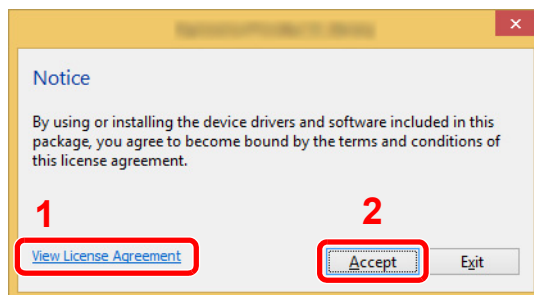 Notice
By using or installing the device drivers and software included in this
package, you agree to become bound by the terms and conditions of
this license agreement.
1
2
View License Agreement
Accept
Exit